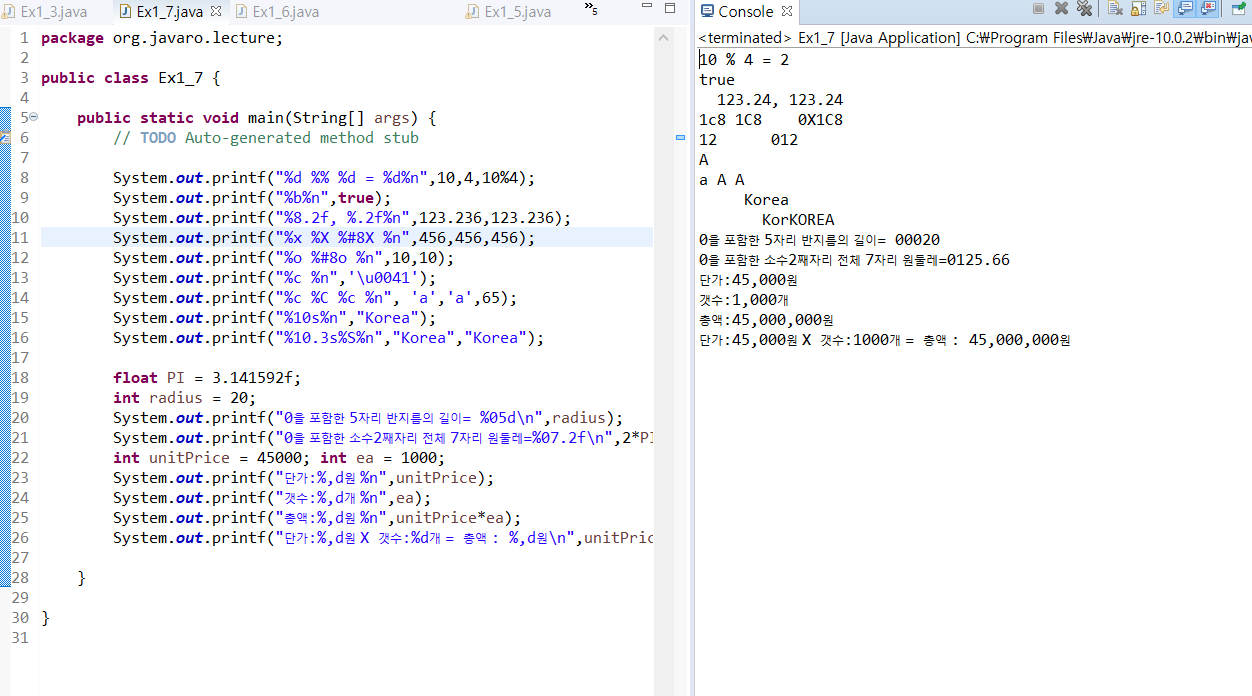 Ex1_3.java
Ex1_7.java
Ex1_6.java
Ex1_5.java
»5
1 package org.javaro.lecture;
2
3 public class Ex1_7 {
4
5 public static void main(String[] args) {
6 // TODO Auto-generated method stub
7
8 System.out.printf("%d %% %d = %d%n",10,4,10%4);
9 System.out.printf("%b%n",true);
10 System.out.printf("%8.2f, %.2f%n",123.236,123.236);
11 System.out.printf("%x %X %#8X %n",456,456,456);
12 System.out.printf("%o %#8o %n",10,10);
13 System.out.printf("%c %n",'\u0041');
14 System.out.printf("%c %C %c %n", 'a','a',65);
15 System.out.printf("%10s%n","Korea");
16 System.out.printf("%10.3s%S%n","Korea","Korea");
17
18 float PI = 3.141592f;
19 int radius = 20;
20 System.out.printf("0을 포함한 5자리 반지름의 길이= %05d\n",radius);
21 System.out.printf("0을 포함한 소수2째자리 전체 7자리 원둘레=%07.2f\n",2*PI
22 int unitPrice = 45000; int ea = 1000;
23 System.out.printf("단가:%,d원 %n",unitPrice);
24 System.out.printf("갯수:%,d개 %n",ea);
25 System.out.printf("총액:%,d원 %n",unitPrice*ea);
26 System.out.printf("단가:%,d원 X 갯수:%d개 = 총액 : %,d원\n",unitPric
27
28 }
29
30 }
31
Console
<terminated> Ex1_7 [Java Application] C:₩Program Files₩Java₩jre-10.0.2₩bin₩jav
10 % 4 = 2
true
123.24, 123.24
1c8 1C8 0X1C8
12 012
A
a A A
Korea
KorKOREA
0을 포함한 5자리 반지름의 길이= 00020
0을 포함한 소수2째자리 전체 7자리 원둘레=0125.66
단가:45,000원
갯수:1,000개
총액:45,000,000원
단가:45,000원 X 갯수:1000개 = 총액 : 45,000,000원